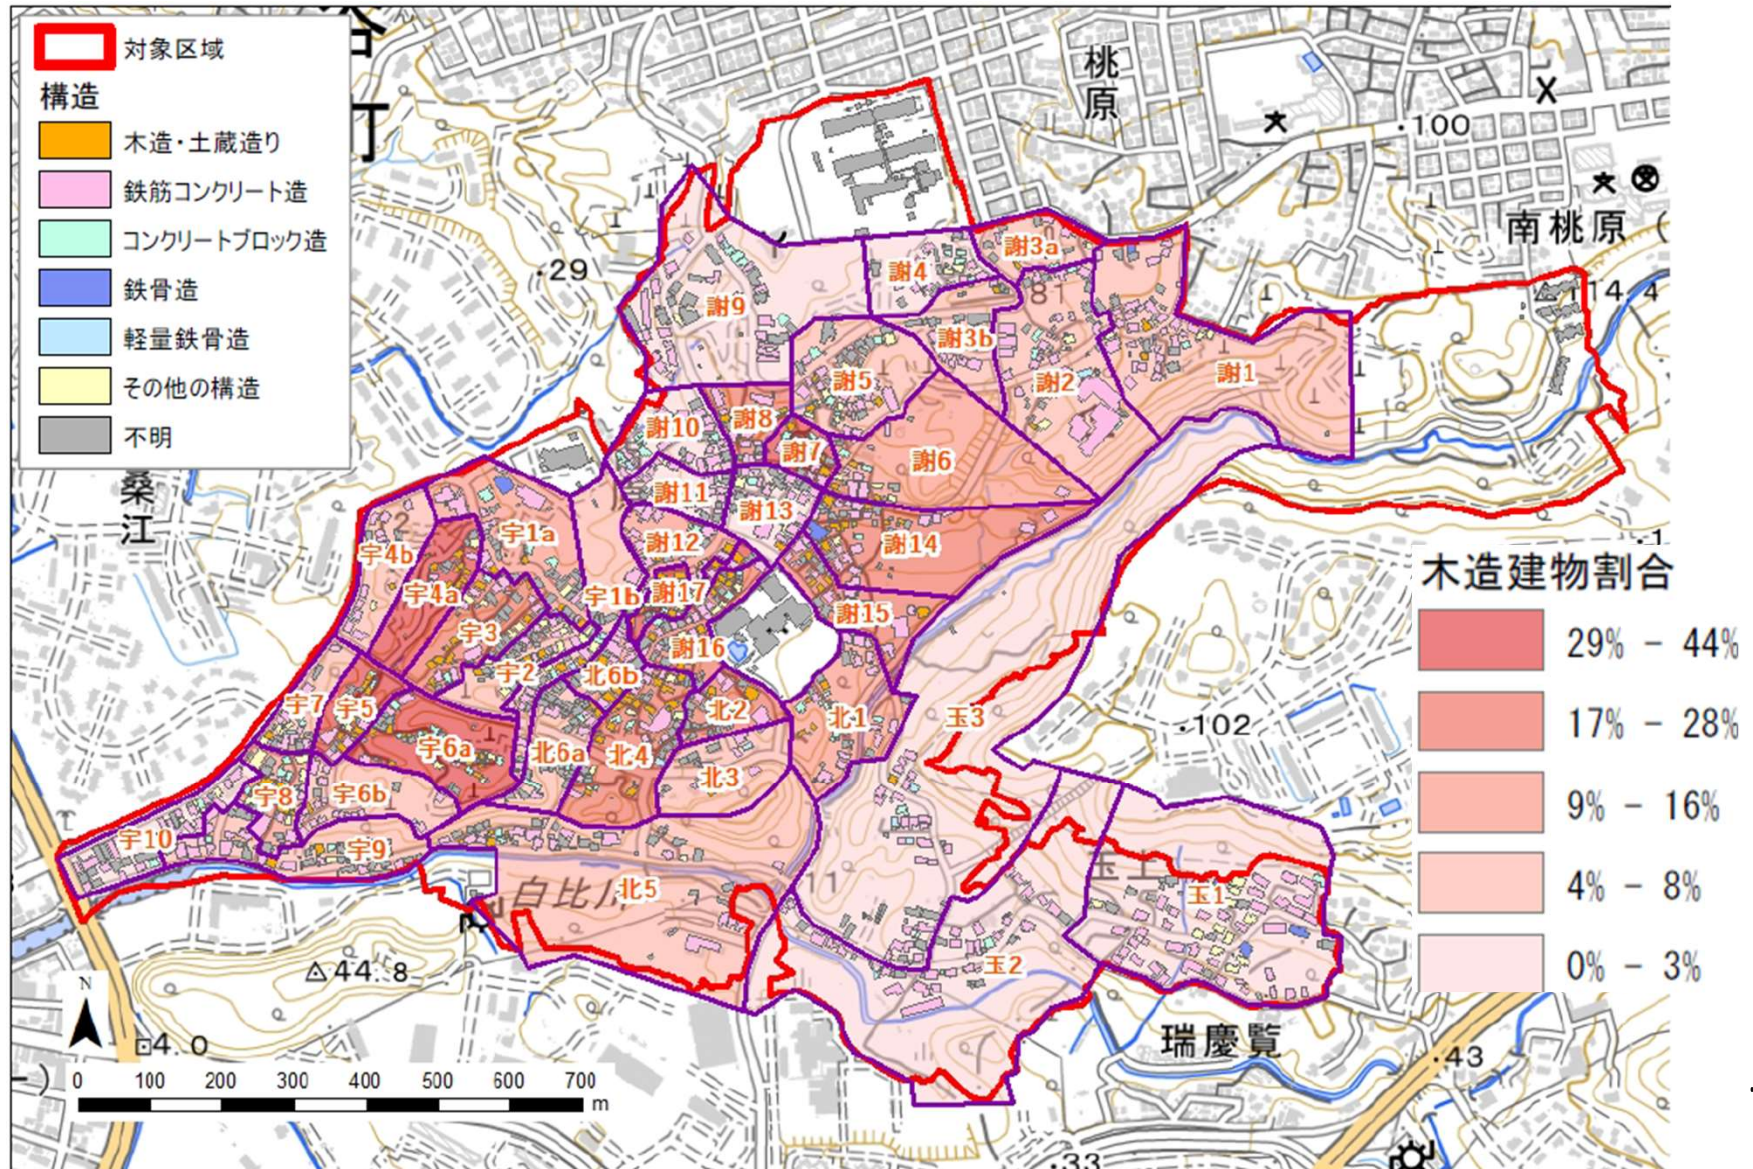 対象区域
構造
木造・土蔵造り
鉄筋コンクリート造
コンクリートブロック造
鉄骨造
軽量鉄骨造
その他の構造
不明
谷
町
桃原
100
南桃原(
29
114.4
81
謝3a
謝4
謝9
謝3b
謝5
謝2
謝1
謝8
謝10
謝7
謝6
桑江
謝11
謝13
2
宇1a
宇4b
謝12
謝14
宇4a
宇1b
謝17
謝15
宇3
謝16
宇2
北6b
宇7
宇5
北2
北1
玉3
102
宇6a
北6a
北4
北3
宇8
宇6b
宇10
宇9
玉上
北5
白比川
11
玉1
玉2
44.8
瑞慶覧
4.0
43
33
木造建物割合
29% - 44%
17% - 28%
9% - 16%
4% - 8%
0% - 3%
N
0 100 200 300 400 500 600 700
m